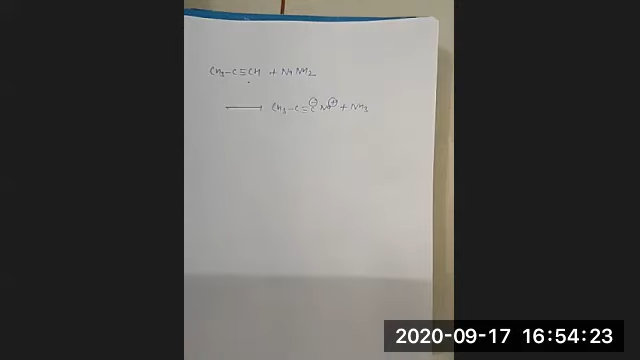 CH₃-C≡CH + NaNH₂
⟶ CH₃-C≡C⊖ Na⊕ + NH₃
2020-09-17 16:54:23